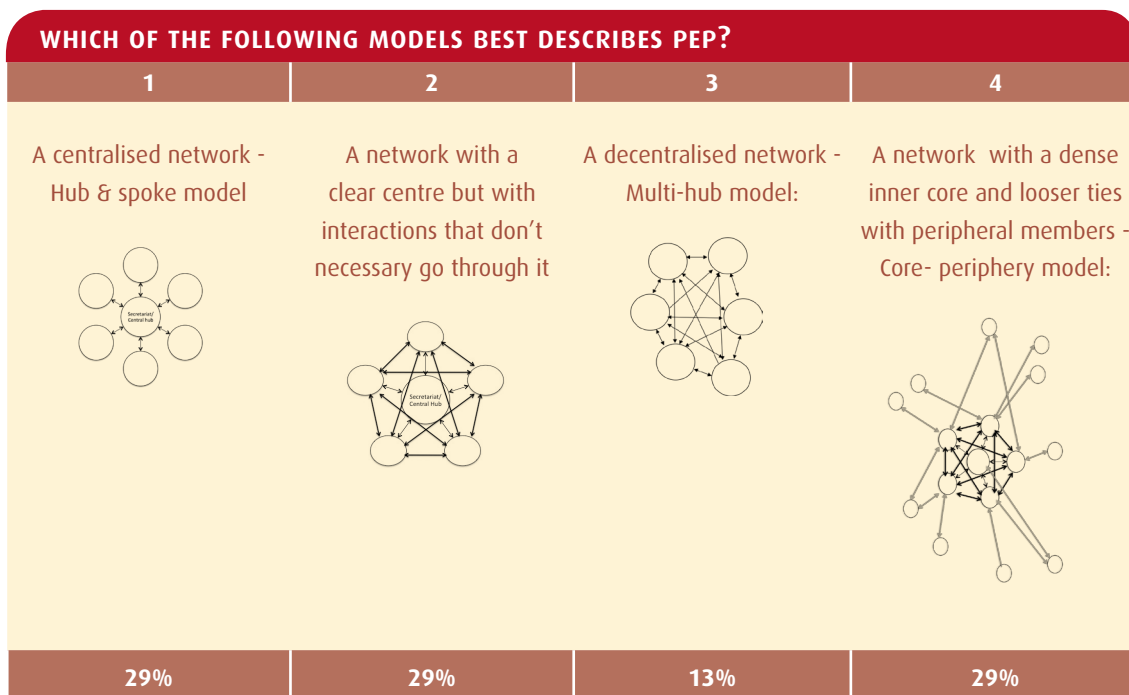 WHICH OF THE FOLLOWING MODELS BEST DESCRIBES PEP?
1
2
3
4
A centralised network -
Hub & spoke model
Secretariat/
Central hub
A network with a
clear centre but with
interactions that don't
necessary go through it
Secretariat/
Central Hub
A decentralised network -
Multi-hub model:
A network with a dense
inner core and looser ties
with peripheral members -
Core- periphery model:
29%
29%
13%
29%